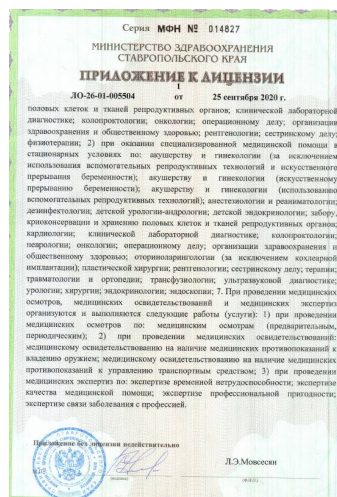 Серия МФН № 014827
МИНИСТЕРСТВО ЗДРАВООХРАНЕНИЯ
СТАВРОПОЛЬСКОГО КРАЯ
ПРИЛОЖЕНИЕ К ЛИЦЕНЗИИ
1
ЛО-26-01-005504 от 25 сентября 2020 г.
половых клеток и тканей репродуктивных органов; клинической лабораторной
диагностике; колопроктологии; онкологии; операционному делу; организации
здравоохранения и общественному здоровью; рентгенологии; сестринскому делу;
физиотерапии; 2) при оказании специализированной медицинской помощи в
стационарных условиях по: акушерству и гинекологии (за исключением
использования вспомогательных репродуктивных технологий и искусственного
прерывания беременности); акушерству и гинекологии (искусственному
прерыванию беременности); акушерству и гинекологии (использованию
вспомогательных репродуктивных технологий); анестезиологии и реаниматологии;
дезинфектологии; детской урологии-андрологии; детской эндокринологии; забору,
криоконсервации и хранению половых клеток и тканей репродуктивных органов;
кардиологии; клинической лабораторной диагностике; колопроктологии;
неврологии; онкологии; операционному делу; организации здравоохранения и
общественному здоровью; оториноларингологии (за исключением кохлеарной
имплантации); пластической хирургии; рентгенологии; сестринскому делу; терапии;
травматологии и ортопедии; трансфузиологии; ультразвуковой диагностике;
урологии; хирургии; эндокринологии; эндоскопии; 7. При проведении медицинских
осмотров, медицинских освидетельствований и медицинских экспертиз
организуются и выполняются следующие работы (услуги): 1) при проведении
медицинских осмотров по: медицинским осмотрам (предварительным,
периодическим); 2) при проведении медицинских освидетельствований:
медицинскому освидетельствованию на наличие медицинских противопоказаний к
владению оружием; медицинскому освидетельствованию на наличие медицинских
противопоказаний к управлению транспортным средством; 3) при проведении
медицинских экспертиз по: экспертизе временной нетрудоспособности; экспертизе
качества медицинской помощи; экспертизе профессиональной пригодности;
экспертизе связи заболевания с профессией.
Приложение без лицензии недействительно
Л.Э.Мовсесян
(подпись) (Ф.И.О.)